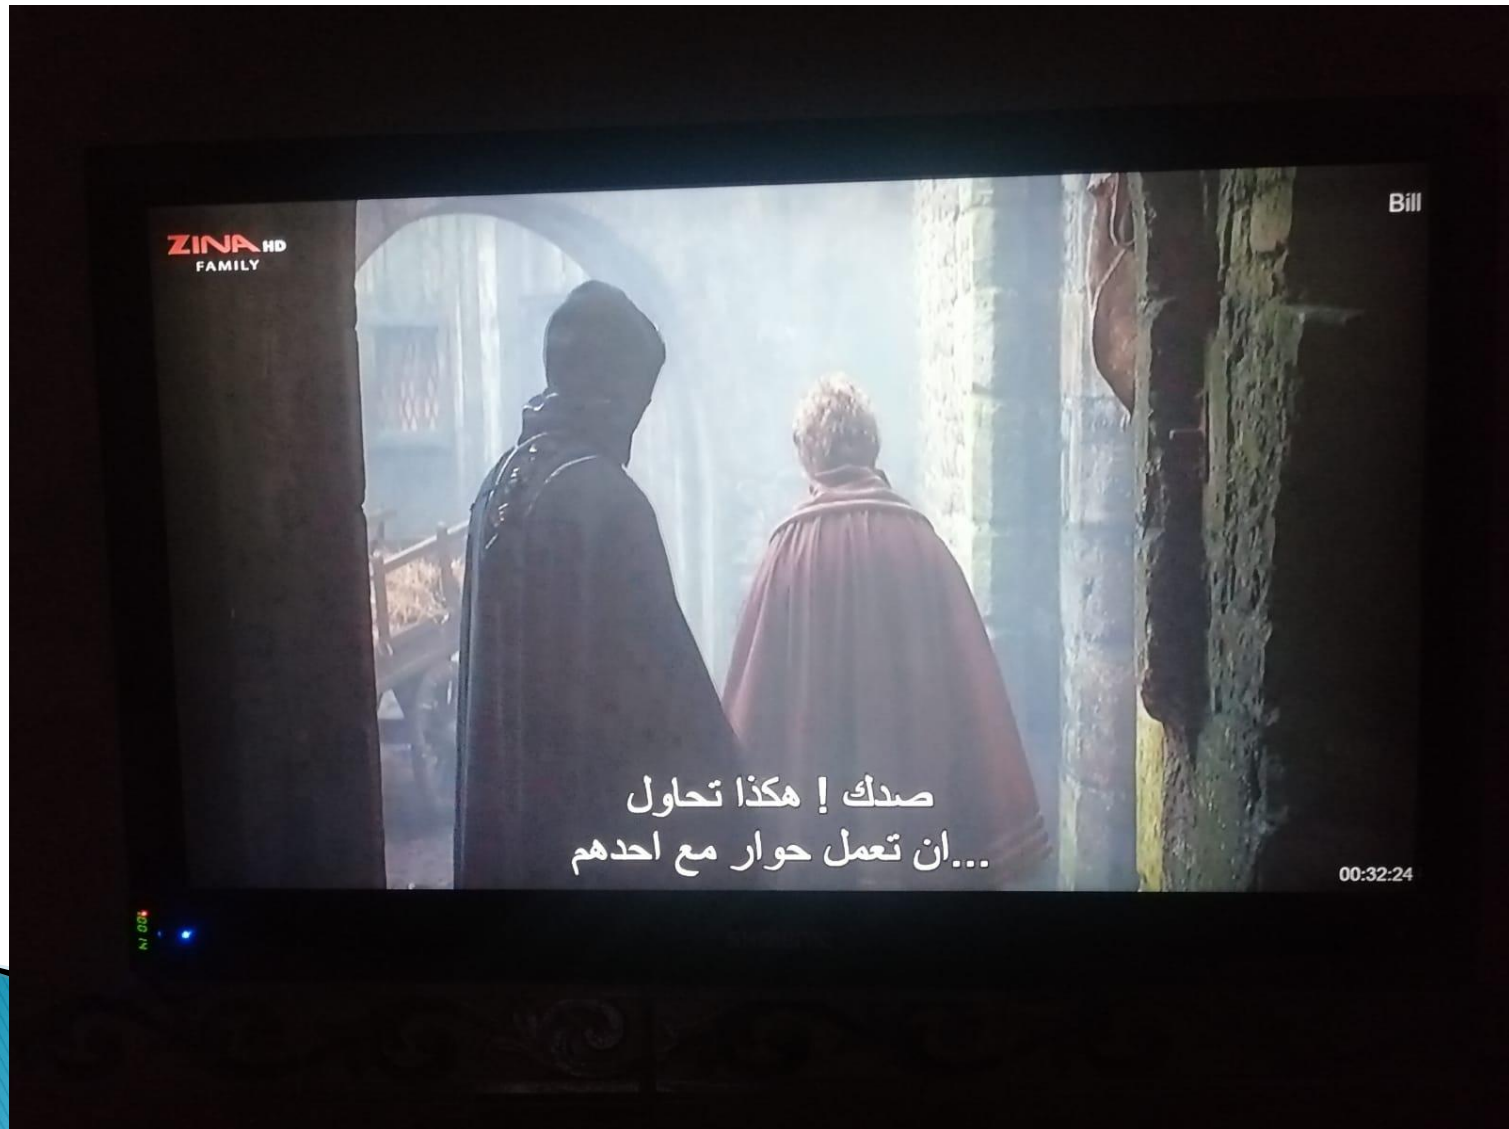 ZINA HD
FAMILY
Bill
صدك ! هكذا تحاول
...ان تعمل حوار مع احدهم
00:32:24